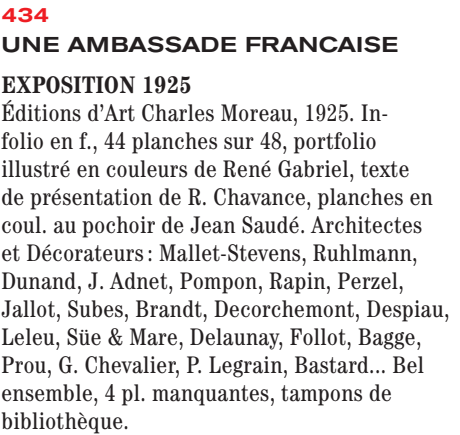 434
UNE AMBASSADE FRANCAISE
EXPOSITION 1925
Éditions d'Art Charles Moreau, 1925. In-
folio en f., 44 planches sur 48, portfolio
illustré en couleurs de René Gabriel, texte
de présentation de R. Chavance, planches en
coul. au pochoir de Jean Saudé. Architectes
et Décorateurs : Mallet-Stevens, Ruhlmann,
Dunand, J. Adnet, Pompon, Rapin, Perzel,
Jallot, Subes, Brandt, Decorchemont, Despiau,
Leleu, Süe & Mare, Delaunay, Follot, Bagge,
Prou, G. Chevalier, P. Legrain, Bastard... Bel
ensemble, 4 pl. manquantes, tampons de
bibliothèque.